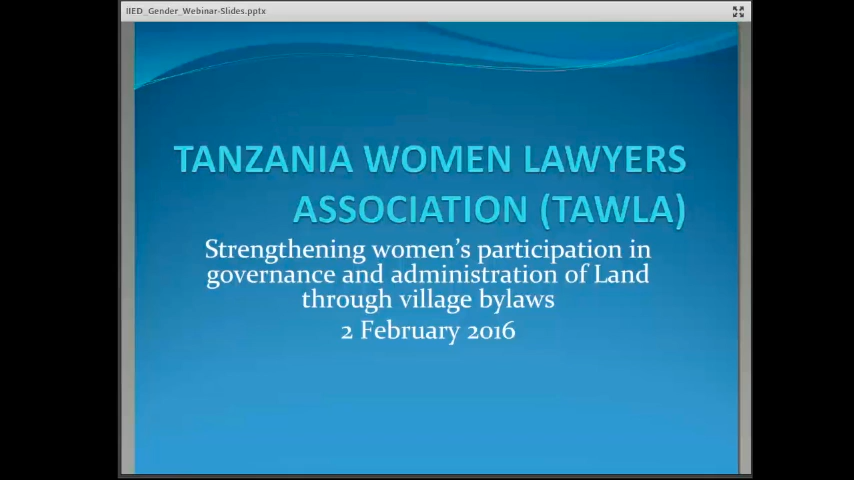 IIED_Gender_Webinar-Slides.pptx
TANZANIA WOMEN LAWYERS
ASSOCIATION (TAWLA)
Strengthening women's participation in
governance and administration of Land
through village bylaws
2 February 2016